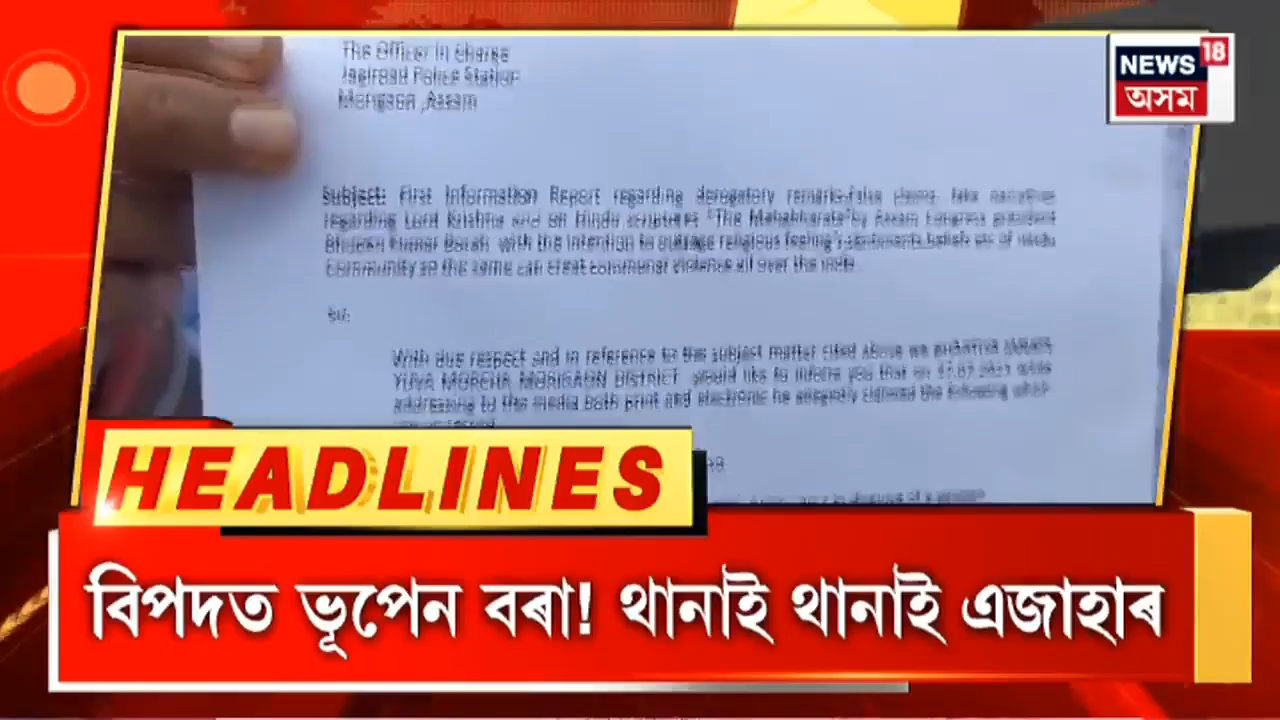 NEWS 18
অসম
The Officer In Charge
Jagiroad Police Station
Morigaon ,Assam
Subject: First Information Report regarding derogatory remarks-false claims, fake narrative
regarding Lord Krishna and on Hindu scriptures "The Mahabharata"by Assam Congress president
Bhupen Kumar Borah with the intention to outrage religious feeling's sentiments beliefs etc of
Community so the same can creat communal violence all over the
Sir,
With due respect and in reference to the subject matter cited above we
YUVA MORCHA MORIGAON DISTRICT would like to inform you that on
addressing to the media both print and electronic he allegedly claimed the following which
HEADLINES
বিপদত ভূপেন বৰা! থানাই থানাই এজাহাৰ